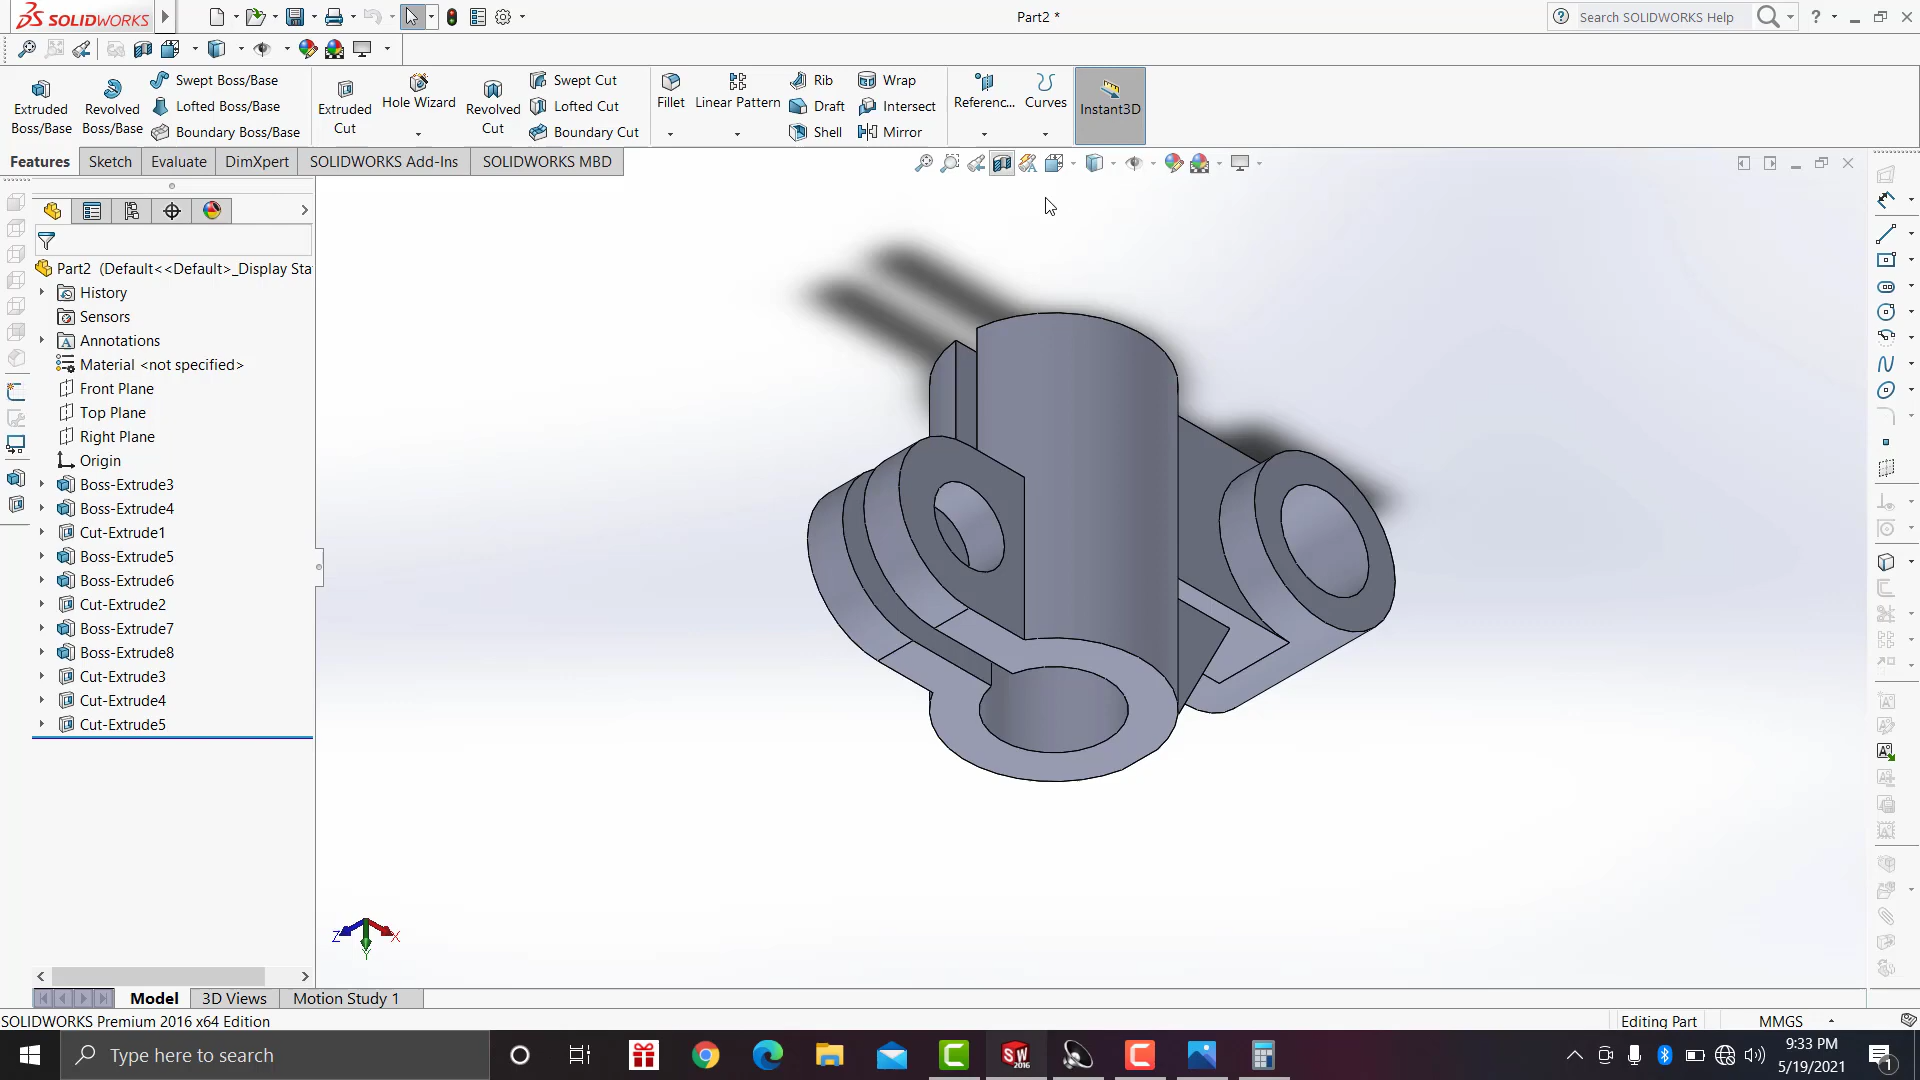 SOLIDWORKS
Part2 *
Search SOLIDWORKS Help
Extruded Boss/Base
Revolved Boss/Base
Swept Boss/Base
Lofted Boss/Base
Boundary Boss/Base
Extruded Cut
Hole Wizard
Revolved Cut
Swept Cut
Lofted Cut
Boundary Cut
Fillet
Linear Pattern
Rib
Draft
Shell
Wrap
Intersect
Mirror
Referenc...
Curves
Instant3D
Features
Sketch
Evaluate
DimXpert
SOLIDWORKS Add-Ins
SOLIDWORKS MBD
Part2 (Default<<Default>_Display Sta
History
Sensors
Annotations
Material <not specified>
Front Plane
Top Plane
Right Plane
Origin
Boss-Extrude3
Boss-Extrude4
Cut-Extrude1
Boss-Extrude5
Boss-Extrude6
Cut-Extrude2
Boss-Extrude7
Boss-Extrude8
Cut-Extrude3
Cut-Extrude4
Cut-Extrude5
Z
X
Y
Model
3D Views
Motion Study 1
SOLIDWORKS Premium 2016 x64 Edition
Editing Part
MMGS
Type here to search
SW
2016
9:33 PM
5/19/2021
1